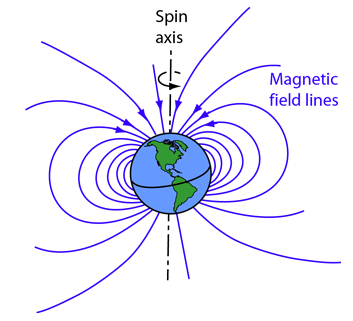 Spin
axis
Magnetic
field lines